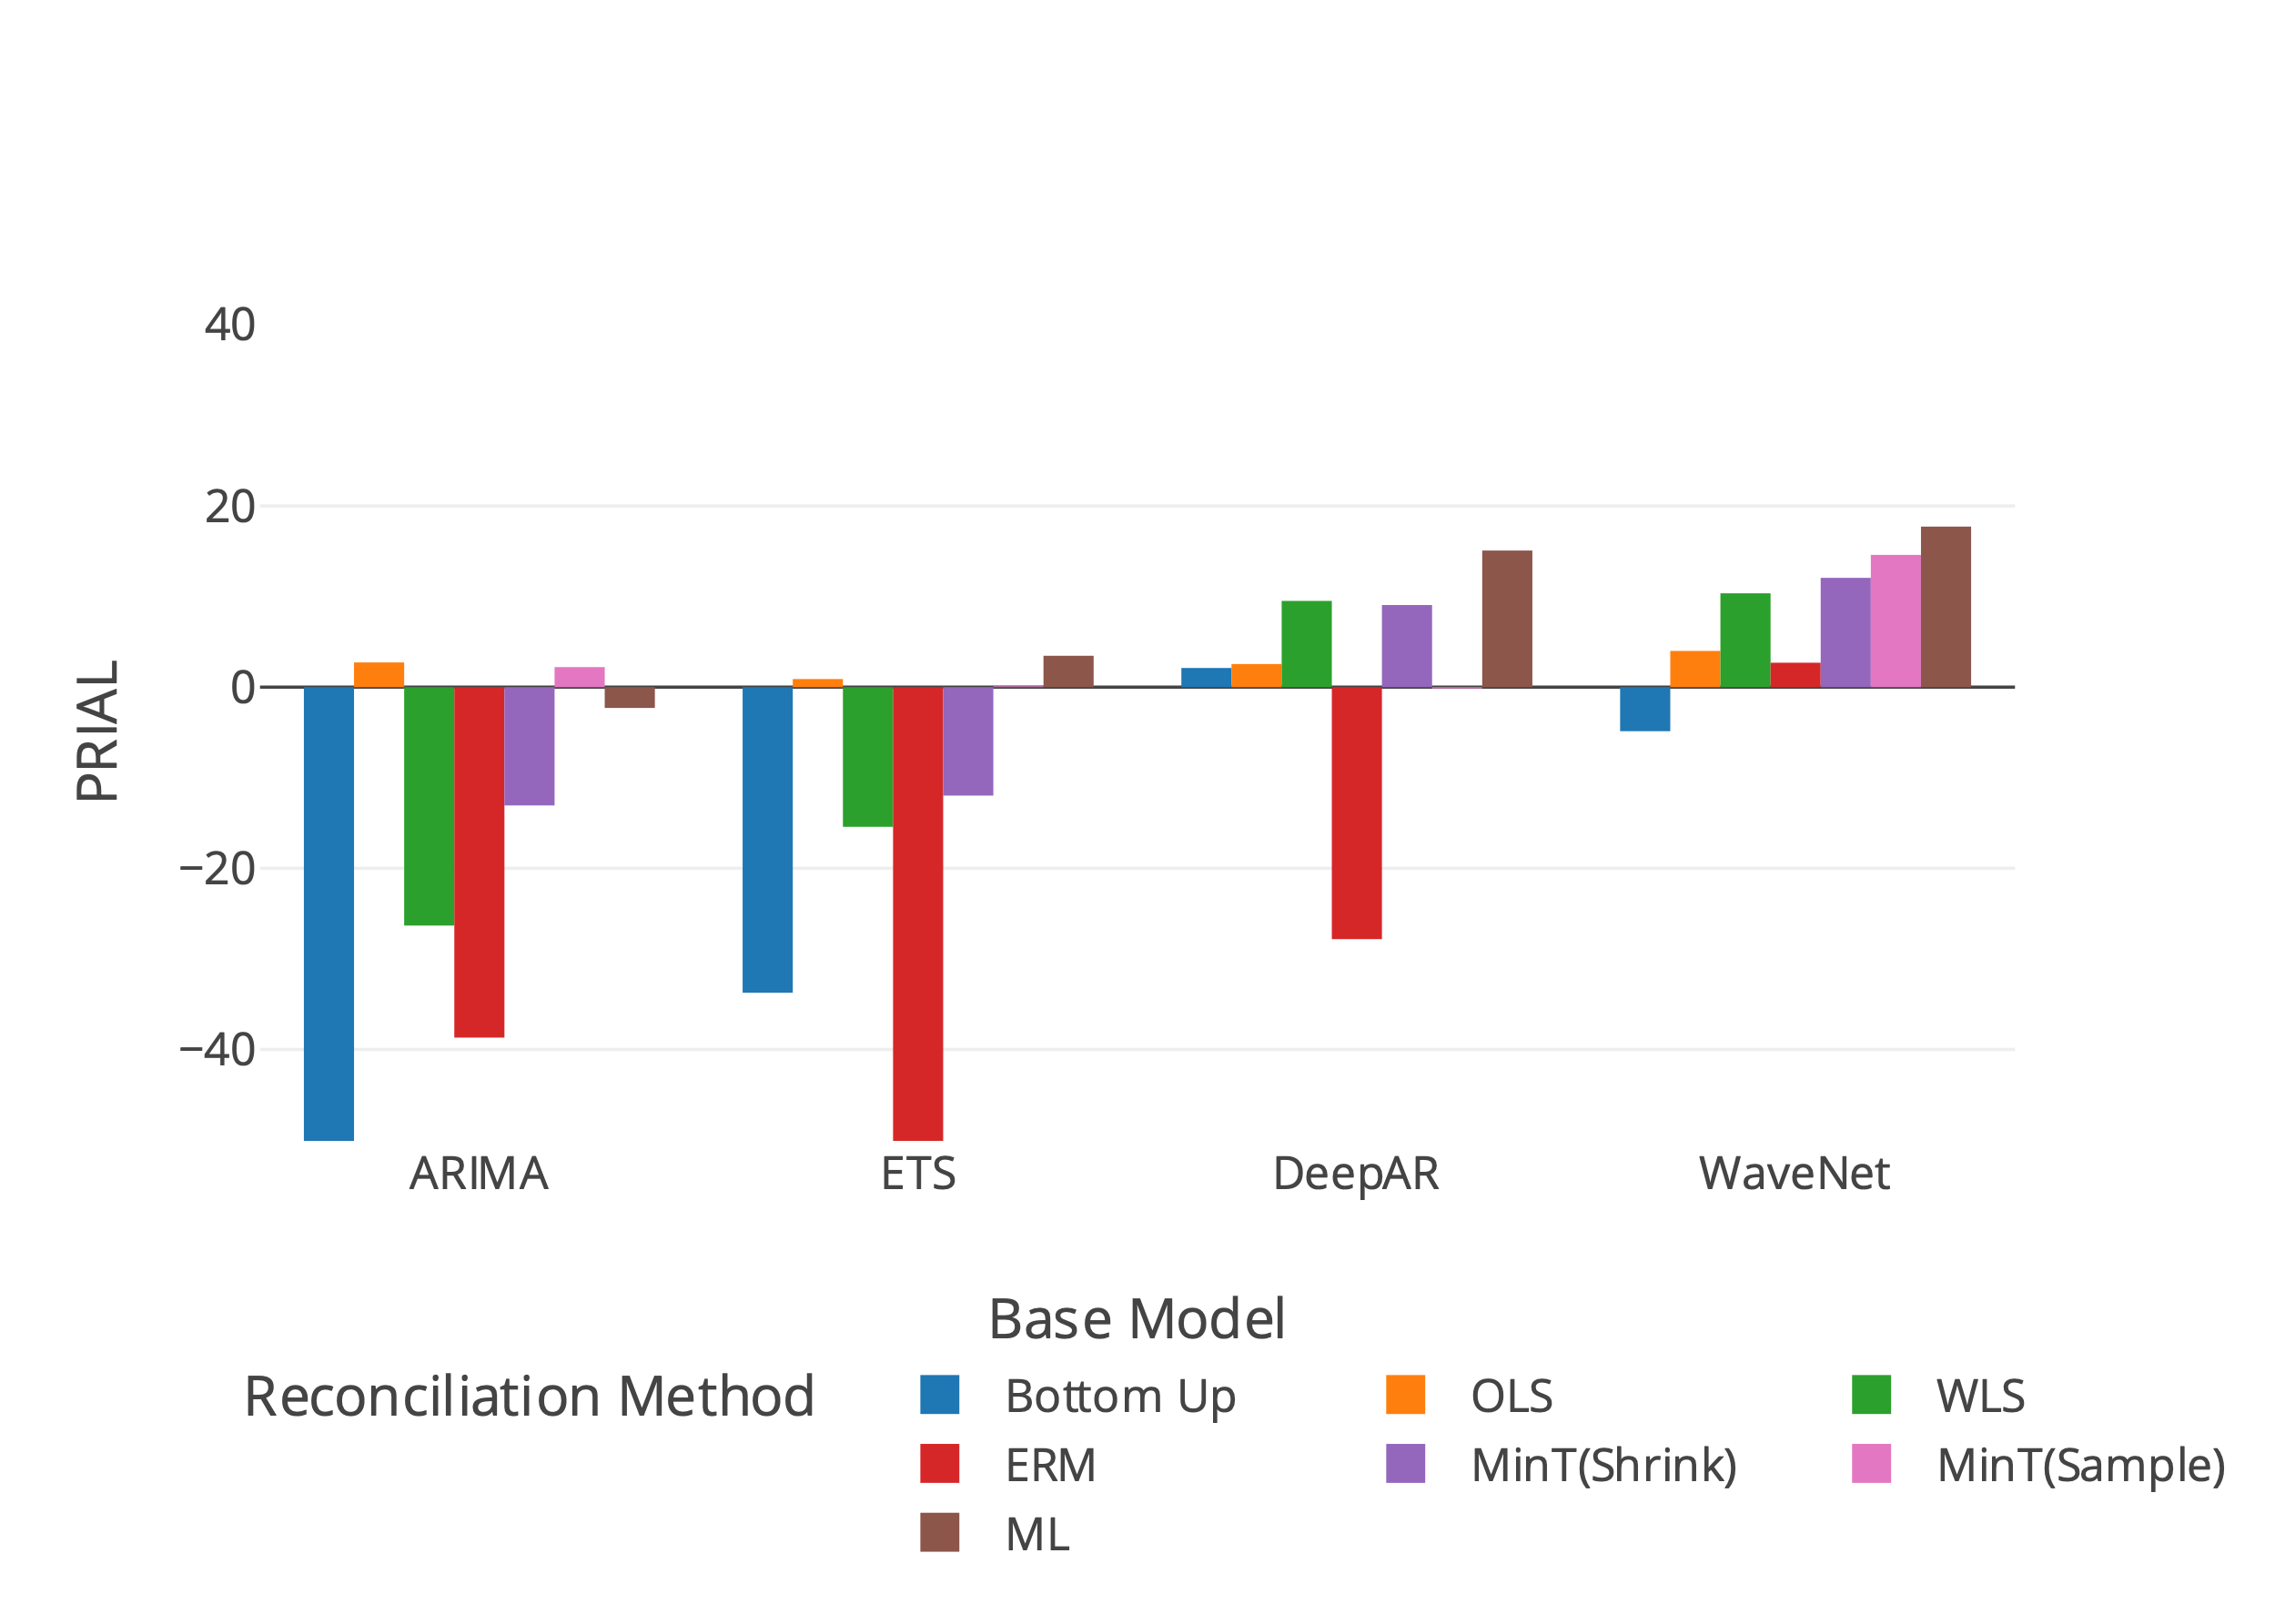 40
20
0
−20
−40
PRIAL
ARIMA ETS DeepAR WaveNet
Base Model
Reconciliation Method
Bottom Up OLS WLS
ERM MinT(Shrink) MinT(Sample)
ML